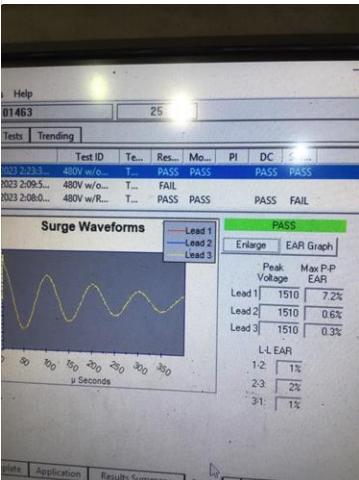 Help
01463 25
Tests Trending
Test ID Te... Res... Mo... PI DC
2023 2:23:3... 480V w/o... T... PASS PASS PASS PASS
2023 2:09:5... 480V w/o... T... FAIL
2023 2:08:0... 480V w/R... T... PASS PASS PASS FAIL
Surge Waveforms
Lead 1
Lead 2
Lead 3
PASS
Enlarge EAR Graph
Peak Voltage Max P-P EAR
Lead 1 1510 7.2%
Lead 2 1510 0.6%
Lead 3 1510 0.3%
L-L EAR
1-2: 1%
2-3: 2%
3-1: 1%
50 100 150 200 250 300 350
µ Seconds
plate Application Results Summ